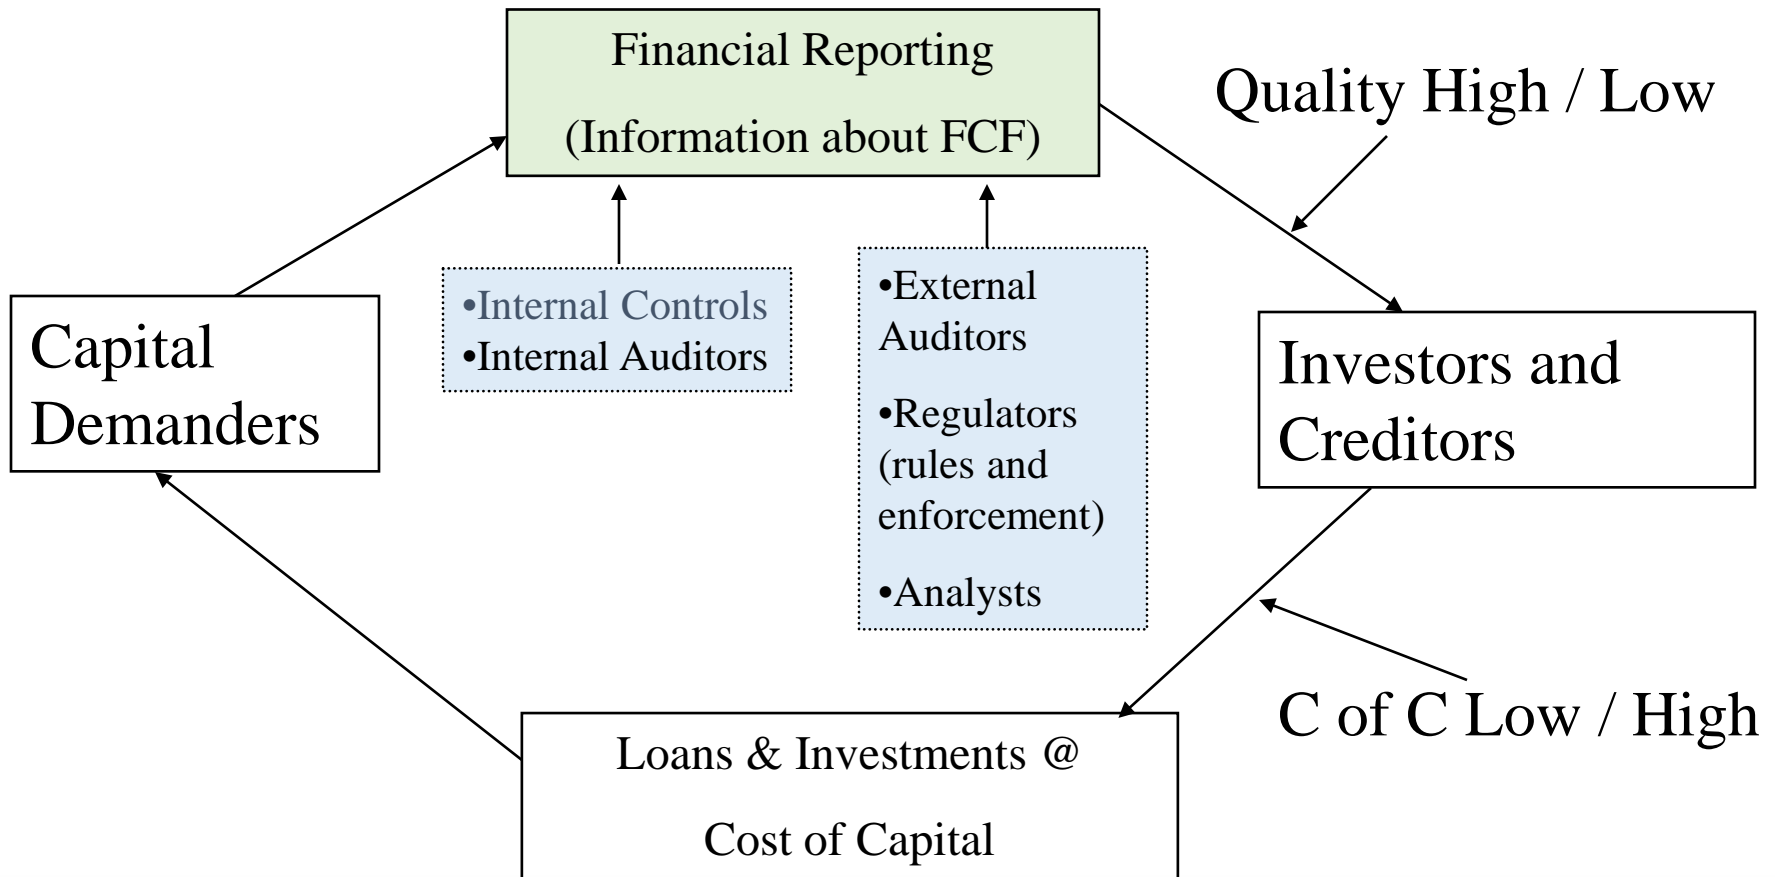 Financial Reporting
(Information about FCF)
Quality High / Low
•Internal Controls
•Internal Auditors
•External
Auditors
•Regulators
(rules and
enforcement)
•Analysts
Capital
Demanders
Investors and
Creditors
C of C Low / High
Loans & Investments @
Cost of Capital